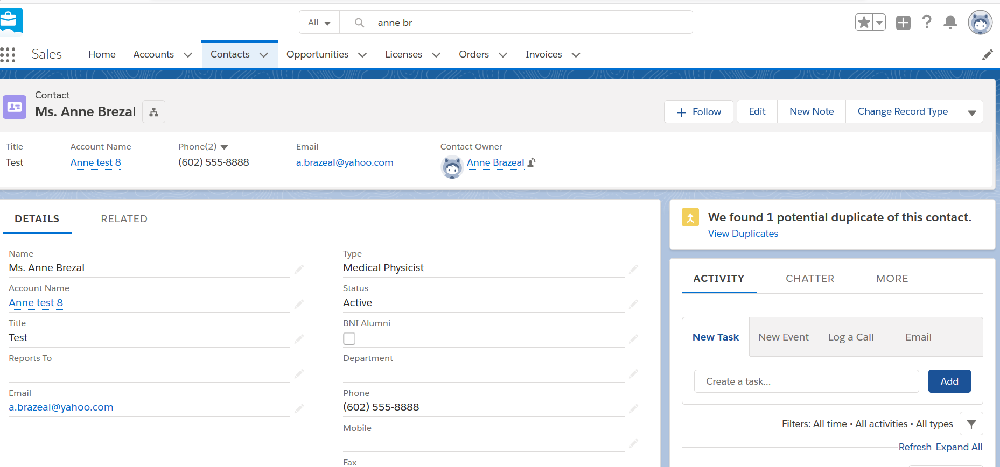 All anne br
Sales Home Accounts Contacts Opportunities Licenses Orders Invoices
Contact
Ms. Anne Brezal
Follow Edit New Note Change Record Type
Title Account Name Phone(2) Email Contact Owner
Test Anne test 8 (602) 555-8888 a.brazeal@yahoo.com Anne Brazeal
DETAILS RELATED
Name
Ms. Anne Brezal
Account Name
Anne test 8
Title
Test
Reports To
Email
a.brazeal@yahoo.com
Type
Medical Physicist
Status
Active
BNI Alumni
Department
Phone
(602) 555-8888
Mobile
Fax
We found 1 potential duplicate of this contact.
View Duplicates
ACTIVITY CHATTER MORE
New Task New Event Log a Call Email
Create a task... Add
Filters: All time • All activities • All types
Refresh Expand All